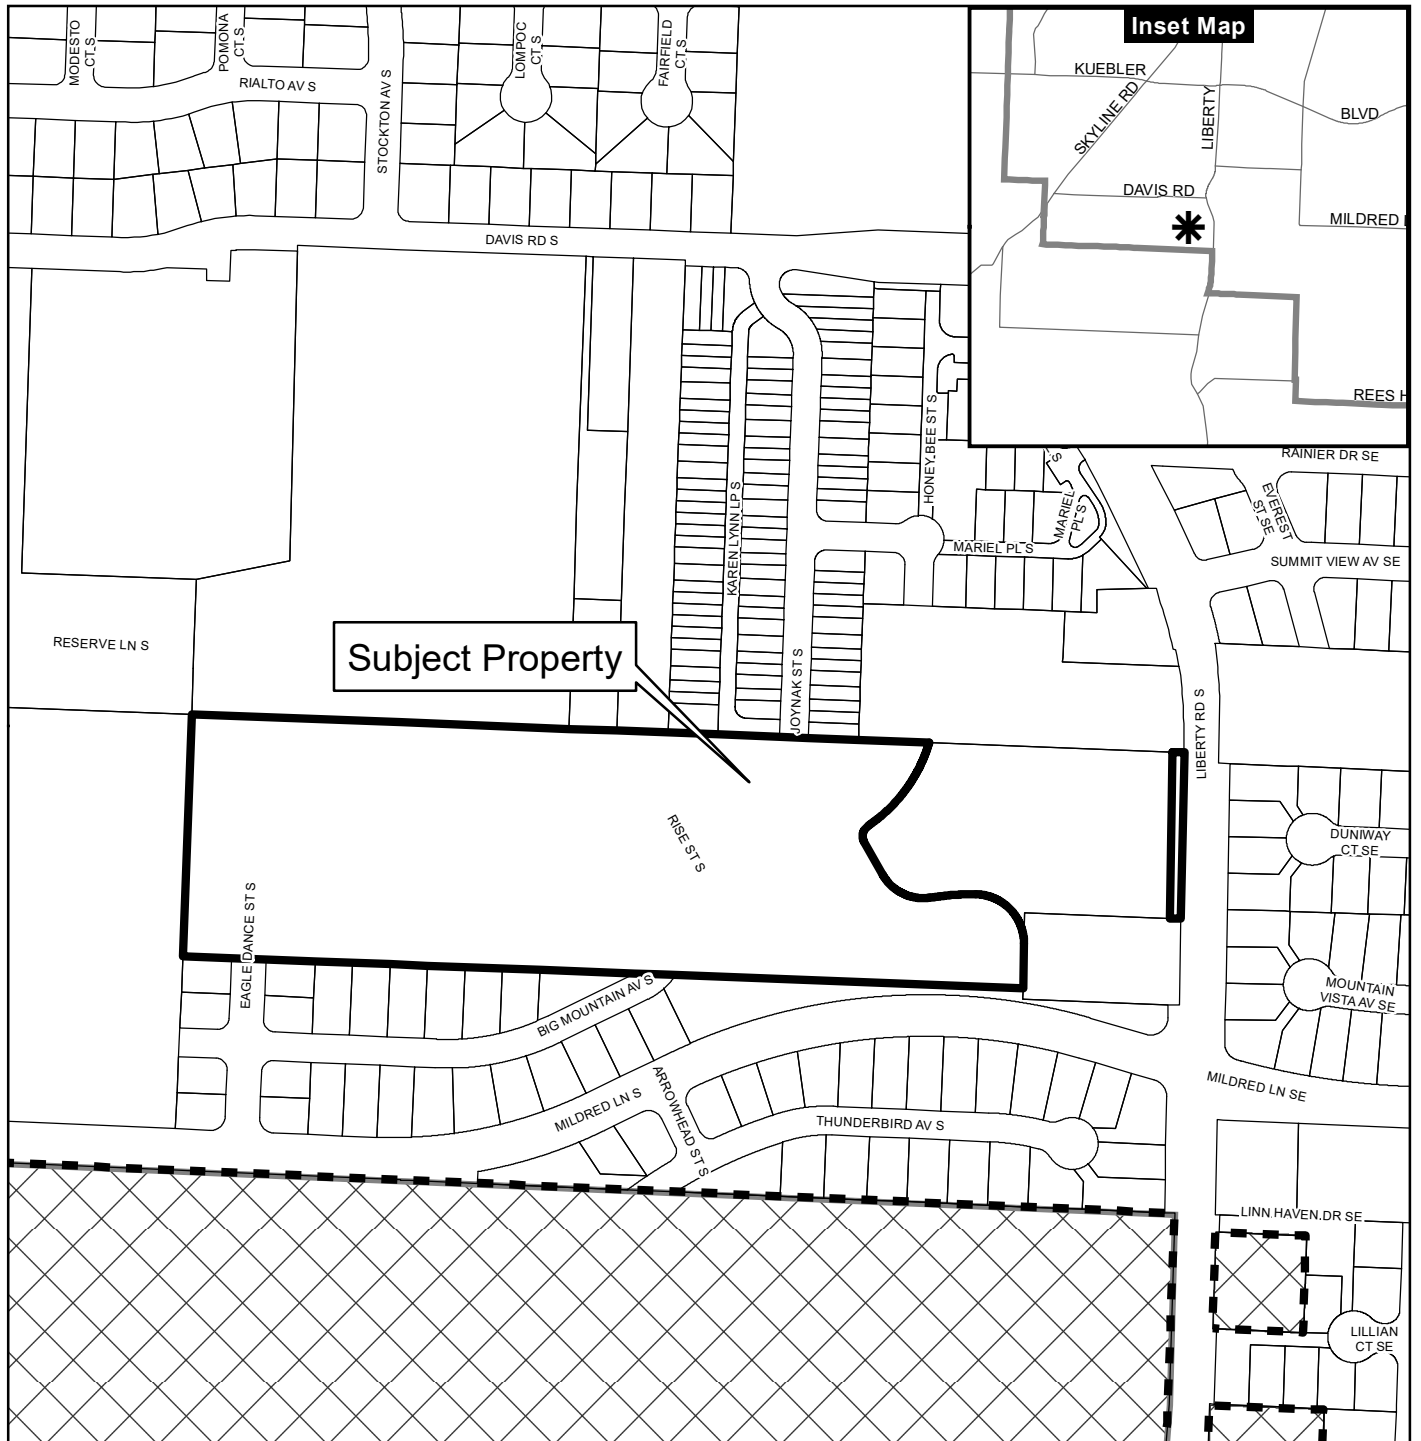 MODESTO
CT S
POMONA
CT S
RIALTO AV S
STOCKTON AV S
LOMPOC
CT S
FAIRFIELD
CT S
DAVIS RD S
Inset Map
KUEBLER
BLVD
SKYLINE RD
LIBERTY
DAVIS RD
MILDRED
REES H
RAINIER DR SE
EVEREST
ST SE
SUMMIT VIEW AV SE
HONEY BEE ST S
S
MARIEL
PL S
MARIEL PL S
KAREN LYNN LP S
JOYNAK ST S
RESERVE LN S
Subject Property
LIBERTY RD S
RISE ST S
DUNIWAY
CT SE
EAGLE DANCE ST S
BIG MOUNTAIN AV S
MOUNTAIN
VISTA AV SE
MILDRED LN S
ARROWHEAD ST S
THUNDERBIRD AV S
MILDRED LN SE
LINN HAVEN DR SE
LILLIAN
CT SE